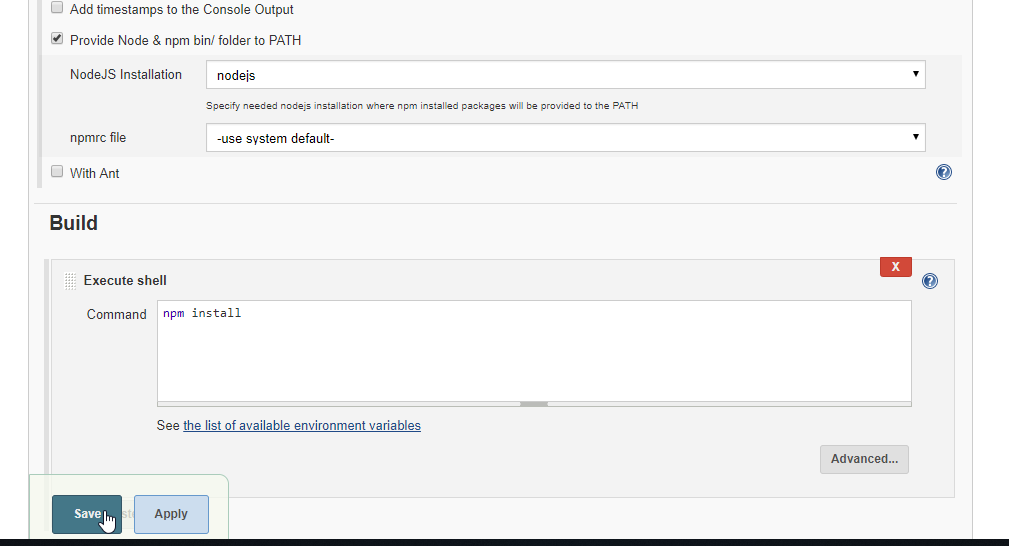 Add timestamps to the Console Output
Provide Node & npm bin/ folder to PATH
NodeJS Installation
nodejs
Specify needed nodejs installation where npm installed packages will be provided to the PATH
npmrc file
-use system default-
With Ant
Build
X
Execute shell
Command
npm install
See the list of available environment variables
Advanced...
Save
Apply